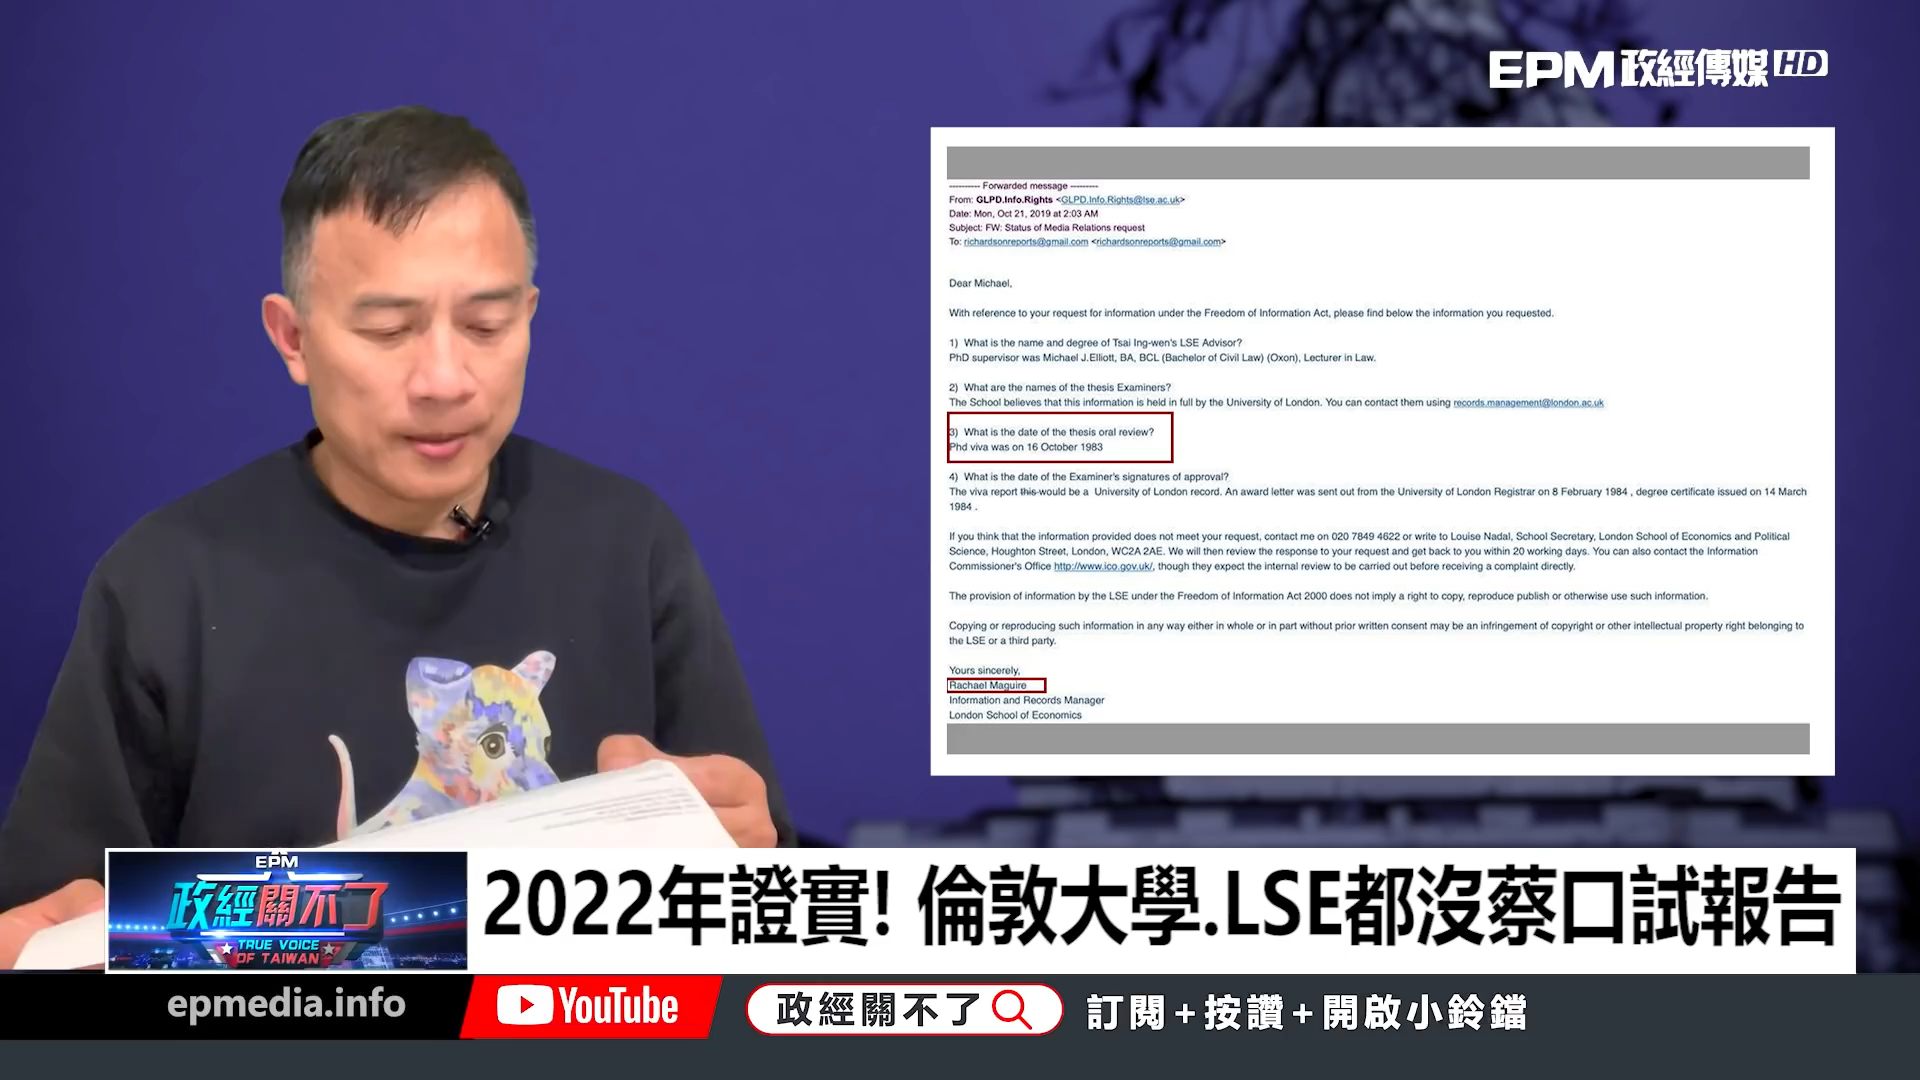 EPM政經傳媒HD
---------- Forwarded message ---------
From: GLPD.Info.Rights <GLPD.Info.Rights@lse.ac.uk>
Date: Mon, Oct 21, 2019 at 2:03 AM
Subject: FW: Status of Media Relations request
To: richardsonreports@gmail.com <richardsonreports@gmail.com>
Dear Michael,
With reference to your request for information under the Freedom of Information Act, please find below the information you requested.
1) What is the name and degree of Tsai Ing-wen's LSE Advisor?
PhD supervisor was Michael J.Elliott, BA, BCL (Bachelor of Civil Law) (Oxon), Lecturer in Law.
2) What are the names of the thesis Examiners?
The School believes that this information is held in full by the University of London. You can contact them using records.management@london.ac.uk
3) What is the date of the thesis oral review?
Phd viva was on 16 October 1983
4) What is the date of the Examiner's signatures of approval?
The viva report this would be a University of London record. An award letter was sent out from the University of London Registrar on 8 February 1984 , degree certificate issued on 14 March
1984 .
If you think that the information provided does not meet your request, contact me on 020 7849 4622 or write to Louise Nadal, School Secretary, London School of Economics and Political
Science, Houghton Street, London, WC2A 2AE. We will then review the response to your request and get back to you within 20 working days. You can also contact the Information
Commissioner's Office http://www.ico.gov.uk/, though they expect the internal review to be carried out before receiving a complaint directly.
The provision of information by the LSE under the Freedom of Information Act 2000 does not imply a right to copy, reproduce publish or otherwise use such information.
Copying or reproducing such information in any way either in whole or in part without prior written consent may be an infringement of copyright or other intellectual property right belonging to
the LSE or a third party.
Yours sincerely,
Rachael Maguire
Information and Records Manager
London School of Economics
EPM
政經關不了
TRUE VOICE
OF TAIWAN
2022年證實! 倫敦大學.LSE都沒蔡口試報告
epmedia.info
YouTube
政經關不了
訂閱+按讚+開啟小鈴鐺